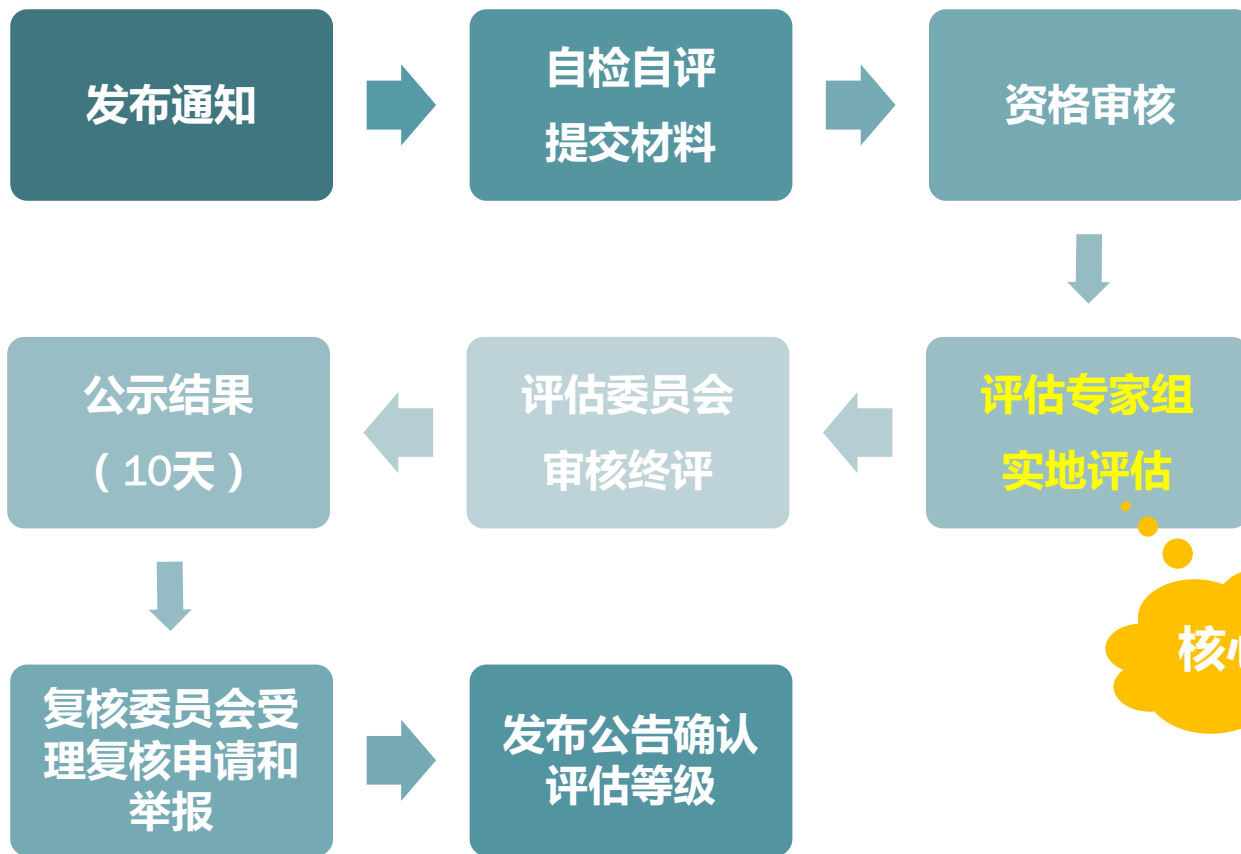 发布通知
自检自评
提交材料
资格审核
评估专家组
实地评估
核心
评估委员会
审核终评
公示结果
（10天）
复核委员会受
理复核申请和
举报
发布公告确认
评估等级